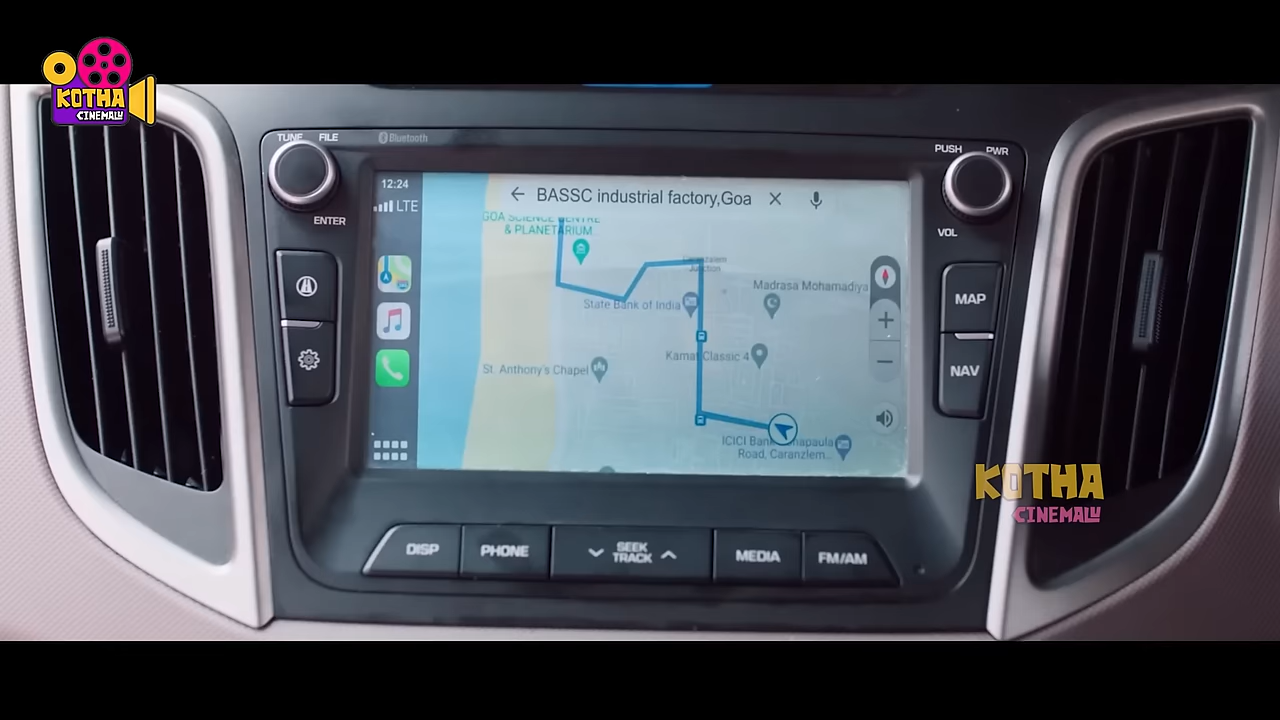 KOTHA
CINEMALU
TUNE FILE
Bluetooth
PUSH PWR
ENTER
VOL
12:24
LTE
BASSC industrial factory,Goa
GOA SCIENCE CENTRE
& PLANETARIUM
Caranzalem
Junction
State Bank of India
Madrasa Mohamadiya
Kamat Classic 4
St. Anthony's Chapel
ICICI Bank
Road, Caranzlem...
MAP
NAV
DISP
PHONE
SEEK
TRACK
MEDIA
FM/AM
KOTHA
CINEMALU